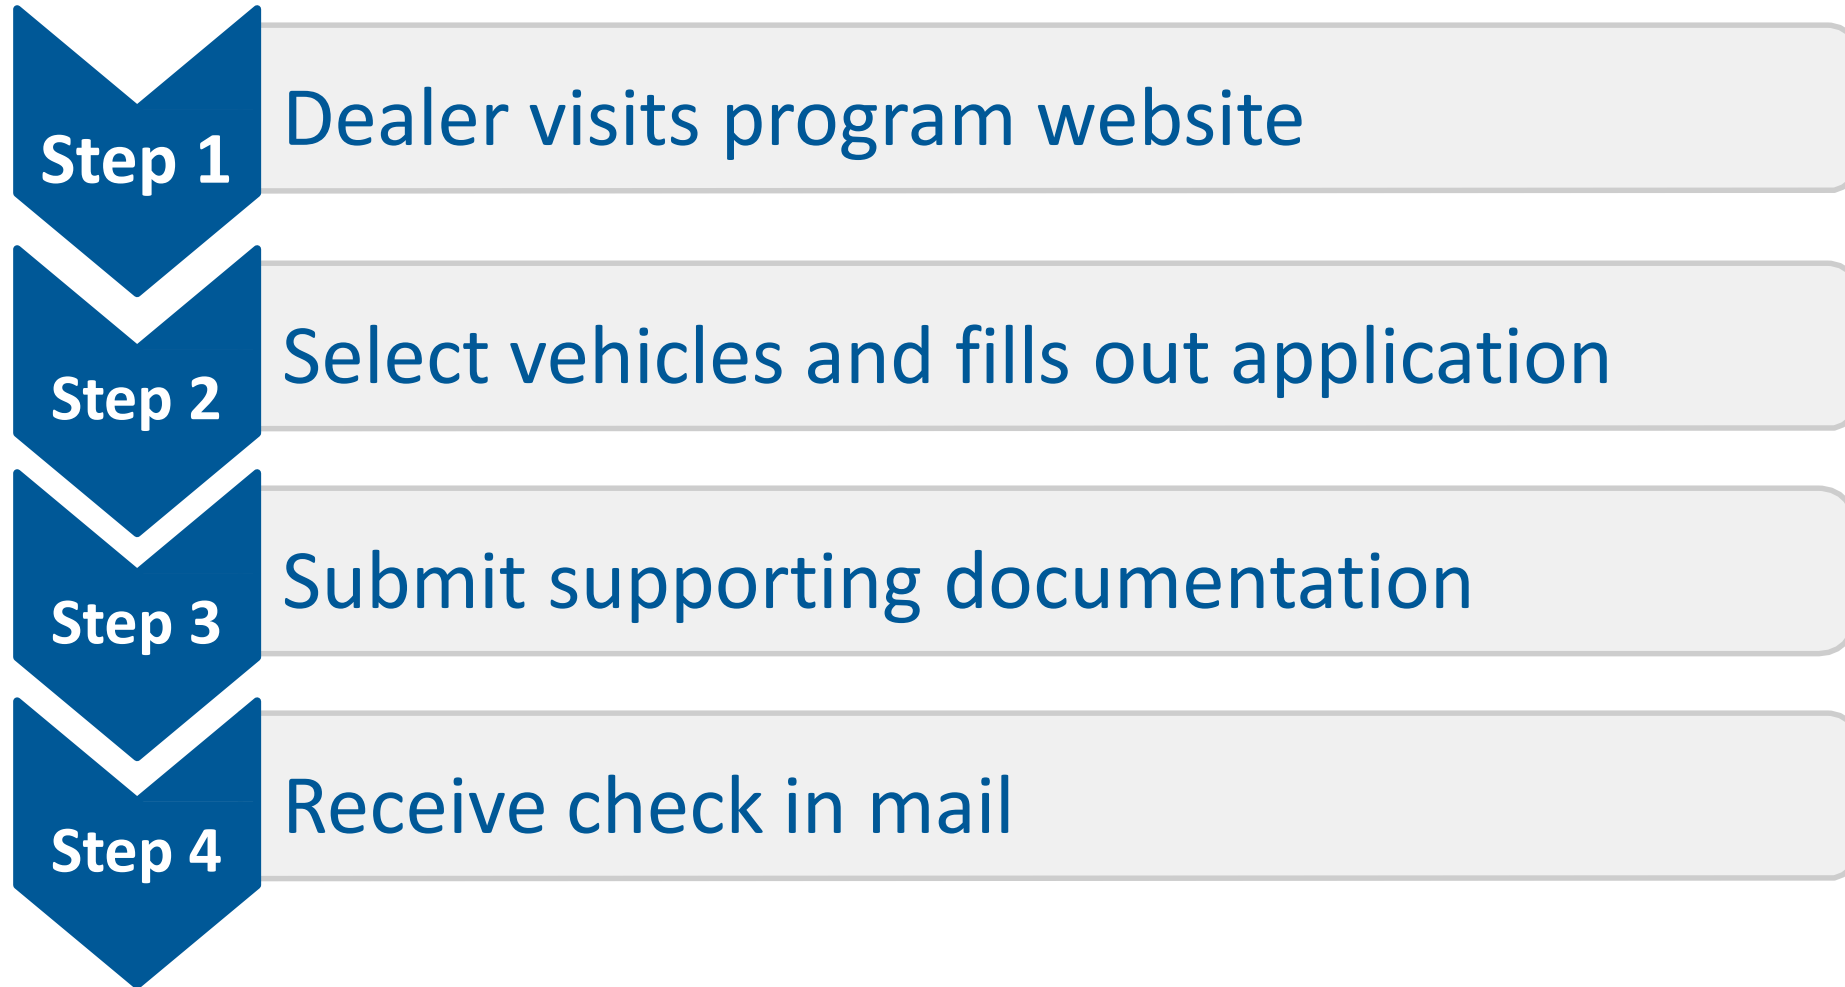 Step 1
Dealer visits program website
Step 2
Select vehicles and fills out application
Step 3
Submit supporting documentation
Step 4
Receive check in mail